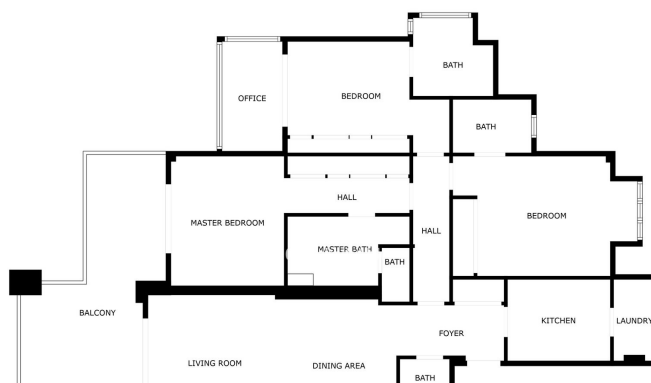 BATH
OFFICE
BEDROOM
BATH
HALL
MASTER BEDROOM
BEDROOM
HALL
MASTER BATH
BATH
BALCONY
KITCHEN
LAUNDRY
FOYER
LIVING ROOM
DINING AREA
BATH